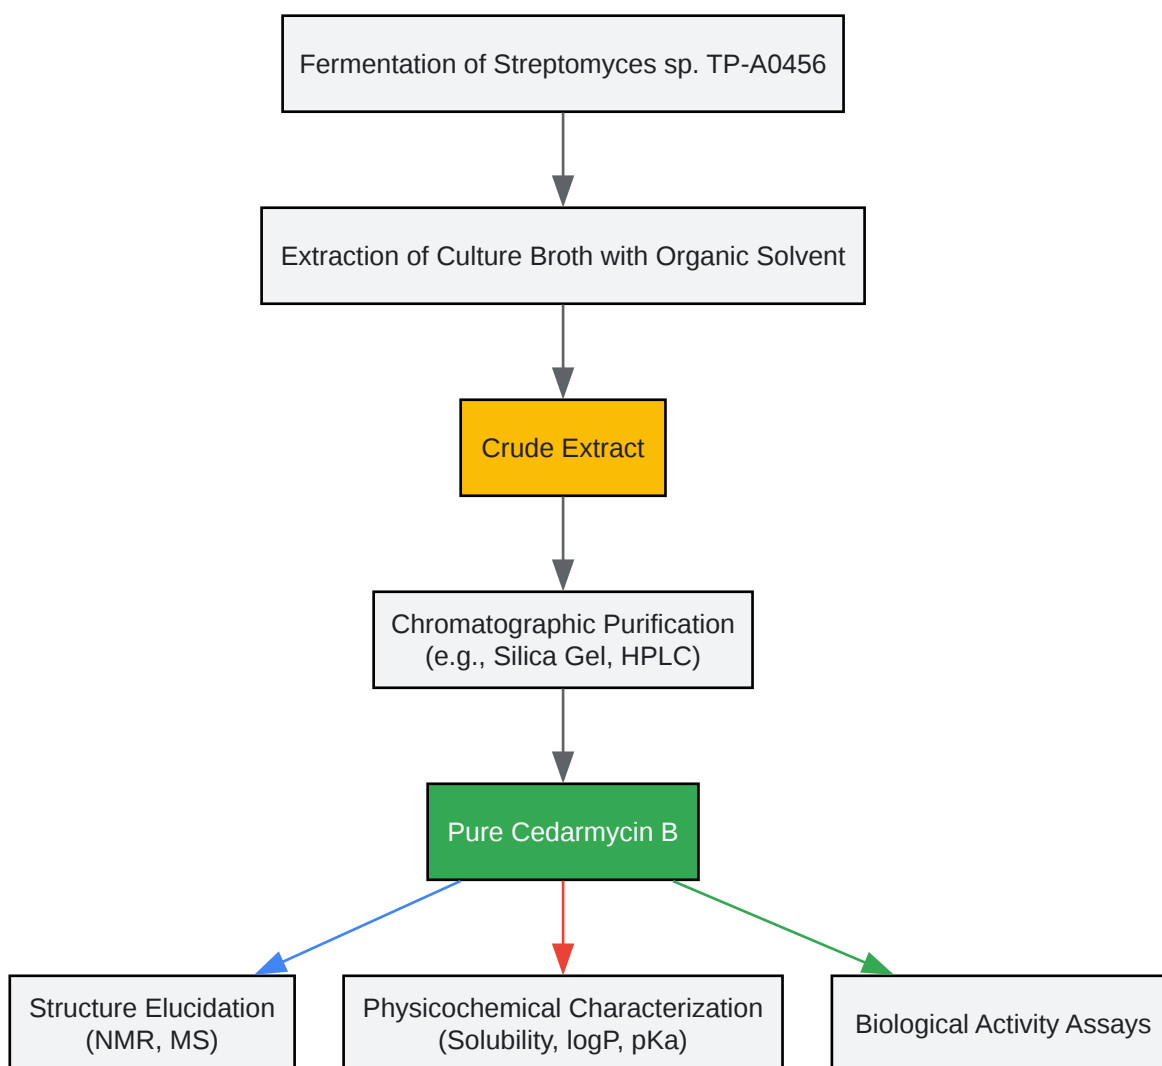 Fermentation of Streptomyces sp. TP-A0456
Extraction of Culture Broth with Organic Solvent
Crude Extract
Chromatographic Purification
(e.g., Silica Gel, HPLC)
Pure Cedarmycin B
Structure Elucidation
(NMR, MS)
Physicochemical Characterization
(Solubility, logP, pKa)
Biological Activity Assays